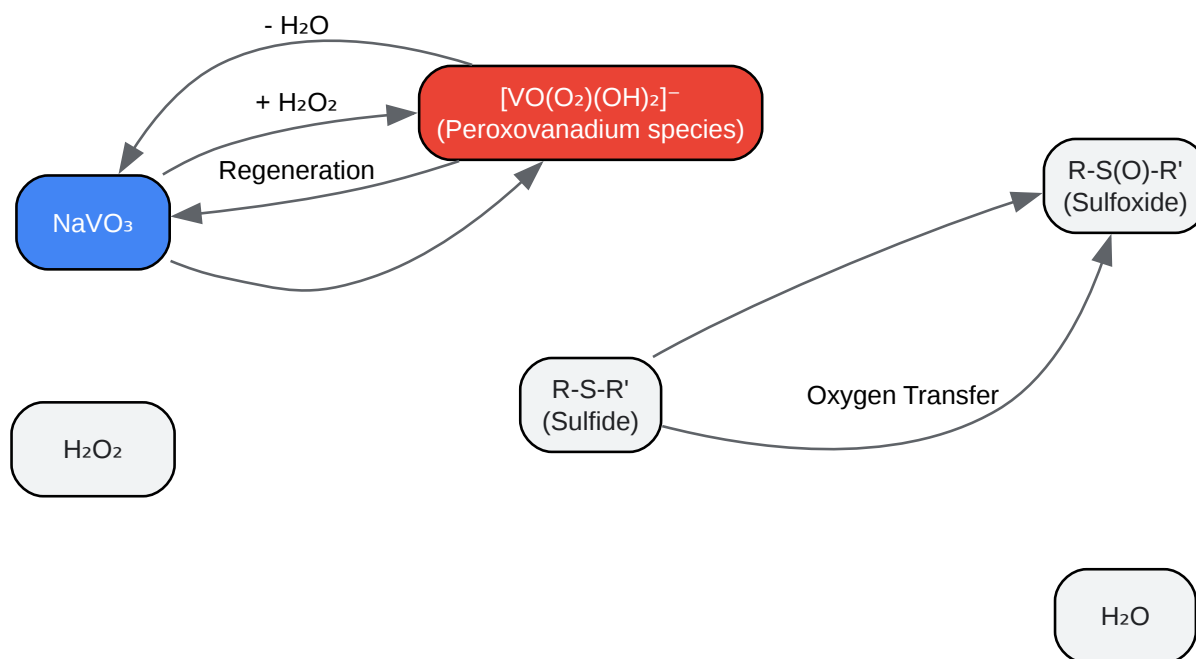 - H₂O
[VO(O₂)(OH)₂]⁻
(Peroxovanadium species)
+ H₂O₂
Regeneration
NaVO₃
R-S(O)-R'
(Sulfoxide)
R-S-R'
(Sulfide)
Oxygen Transfer
H₂O₂
H₂O